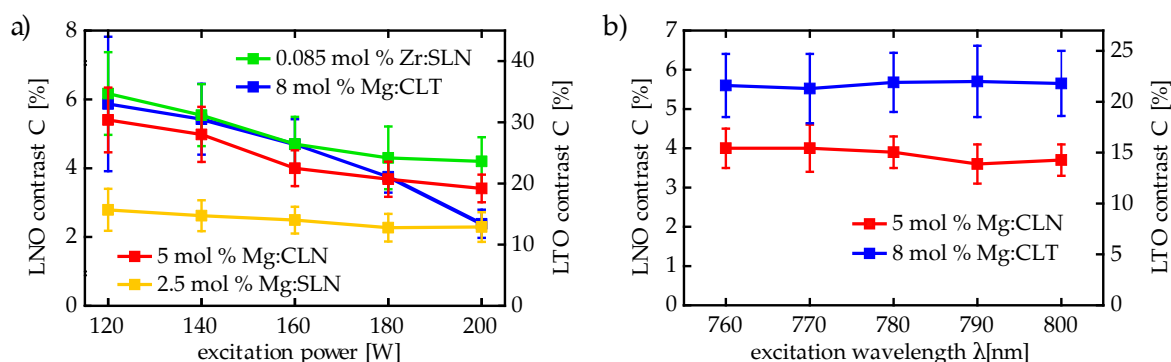 a)
LNO contrast C [%]
8
6
4
2
0
0.085 mol % Zr:SLN
8 mol % Mg:CLT
5 mol % Mg:CLN
2.5 mol % Mg:SLN
40
30
20
10
0
LTO contrast C [%]
120 140 160 180 200
excitation power [W]
b)
LNO contrast C [%]
7
6
5
4
3
2
1
0
5 mol % Mg:CLN
8 mol % Mg:CLT
25
20
15
10
5
0
LTO contrast C [%]
760 770 780 790 800
excitation wavelength λ[nm]